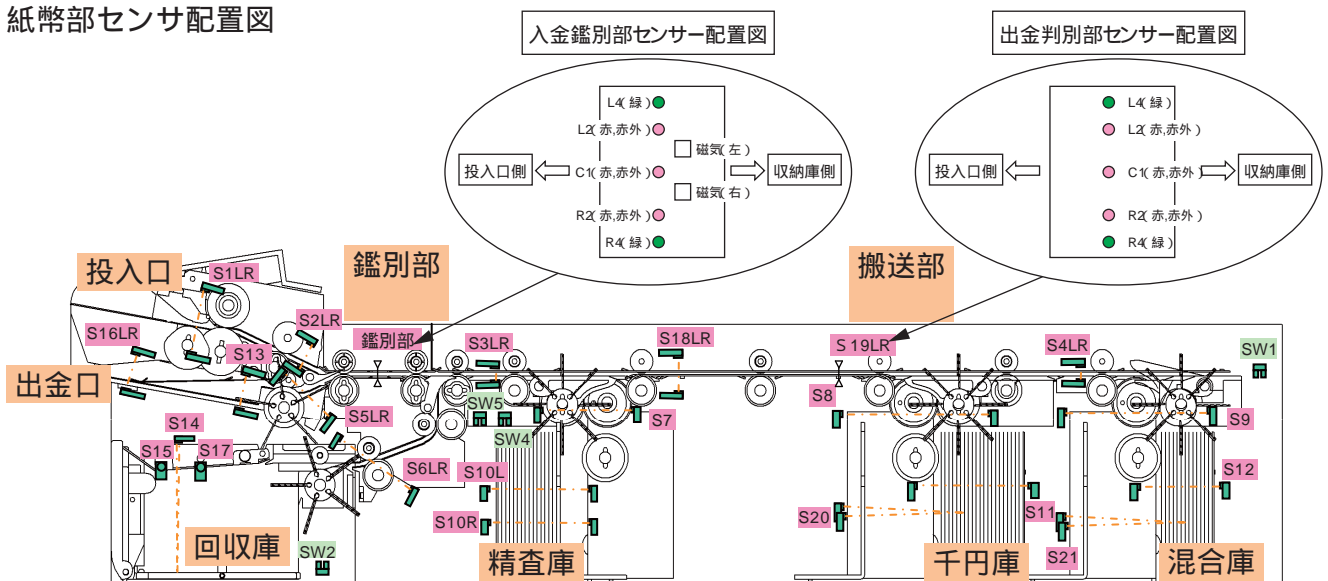 紙幣部センサ配置図
入金鑑別部センサー配置図
出金判別部センサー配置図
L4(緑)
L2(赤,赤外)
磁気(左)
投入口側
C1(赤,赤外)
収納庫側
磁気(右)
R2(赤,赤外)
R4(緑)
L4(緑)
L2(赤,赤外)
投入口側
C1(赤,赤外)
収納庫側
R2(赤,赤外)
R4(緑)
投入口
S1LR
鑑別部
搬送部
S16LR
S2LR
鑑別部
S3LR
S18LR
S19LR
S4LR
SW1
S13
出金口
S5LR
SW5
SW4
S7
S8
S9
S14
S15
S17
S6LR
S10L
S12
S10R
S20
S11
S21
回収庫
SW2
精査庫
千円庫
混合庫